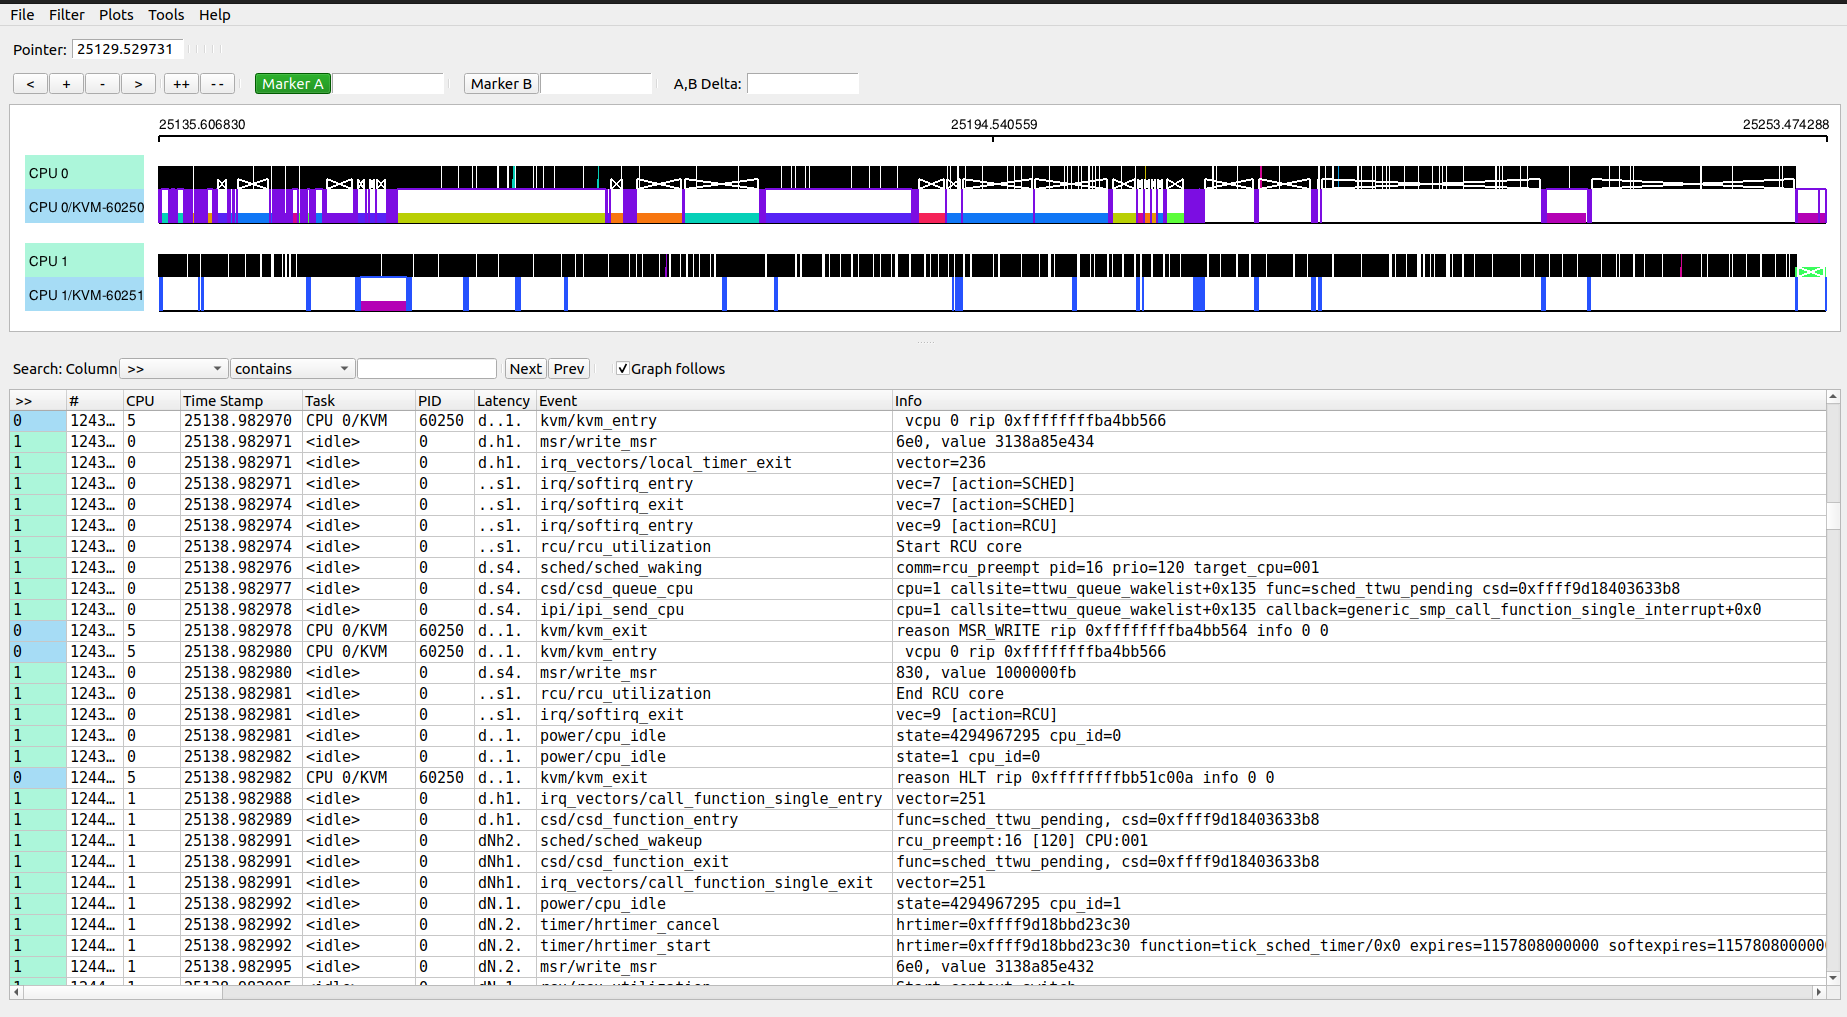 File Filter Plots Tools Help
Pointer: 25129.529731
< + - > ++ -- Marker A Marker B A,B Delta:
25135.606830 25194.540559 25253.474288
CPU 0
CPU 0/KVM-60250
CPU 1
CPU 1/KVM-60251
Search: Column >> contains Next Prev Graph follows
>> # CPU Time Stamp Task PID Latency Event Info
0 1243... 5 25138.982970 CPU 0/KVM 60250 d..1. kvm/kvm_entry vcpu 0 rip 0xffffffffba4bb566
1 1243... 0 25138.982971 <idle> 0 d.h1. msr/write_msr 6e0, value 3138a85e434
1 1243... 0 25138.982971 <idle> 0 d.h1. irq_vectors/local_timer_exit vector=236
1 1243... 0 25138.982971 <idle> 0 ..s1. irq/softirq_entry vec=7 [action=SCHED]
1 1243... 0 25138.982974 <idle> 0 ..s1. irq/softirq_exit vec=7 [action=SCHED]
1 1243... 0 25138.982974 <idle> 0 ..s1. irq/softirq_entry vec=9 [action=RCU]
1 1243... 0 25138.982974 <idle> 0 ..s1. rcu/rcu_utilization Start RCU core
1 1243... 0 25138.982976 <idle> 0 d.s4. sched/sched_waking comm=rcu_preempt pid=16 prio=120 target_cpu=001
1 1243... 0 25138.982977 <idle> 0 d.s4. csd/csd_queue_cpu cpu=1 callsite=ttwu_queue_wakelist+0x135 func=sched_ttwu_pending csd=0xffff9d18403633b8
1 1243... 0 25138.982978 <idle> 0 d.s4. ipi/ipi_send_cpu cpu=1 callsite=ttwu_queue_wakelist+0x135 callback=generic_smp_call_function_single_interrupt+0x0
0 1243... 5 25138.982978 CPU 0/KVM 60250 d..1. kvm/kvm_exit reason MSR_WRITE rip 0xffffffffba4bb564 info 0 0
0 1243... 5 25138.982980 CPU 0/KVM 60250 d..1. kvm/kvm_entry vcpu 0 rip 0xffffffffba4bb566
1 1243... 0 25138.982980 <idle> 0 d.s4. msr/write_msr 830, value 1000000fb
1 1243... 0 25138.982981 <idle> 0 ..s1. rcu/rcu_utilization End RCU core
1 1243... 0 25138.982981 <idle> 0 ..s1. irq/softirq_exit vec=9 [action=RCU]
1 1243... 0 25138.982981 <idle> 0 d..1. power/cpu_idle state=4294967295 cpu_id=0
1 1243... 0 25138.982982 <idle> 0 d..1. power/cpu_idle state=1 cpu_id=0
0 1244... 5 25138.982982 CPU 0/KVM 60250 d..1. kvm/kvm_exit reason HLT rip 0xffffffffbb51c00a info 0 0
1 1244... 1 25138.982988 <idle> 0 d.h1. irq_vectors/call_function_single_entry vector=251
1 1244... 1 25138.982989 <idle> 0 d.h1. csd/csd_function_entry func=sched_ttwu_pending, csd=0xffff9d18403633b8
1 1244... 1 25138.982991 <idle> 0 dNh2. sched/sched_wakeup rcu_preempt:16 [120] CPU:001
1 1244... 1 25138.982991 <idle> 0 dNh1. csd/csd_function_exit func=sched_ttwu_pending, csd=0xffff9d18403633b8
1 1244... 1 25138.982991 <idle> 0 dNh1. irq_vectors/call_function_single_exit vector=251
1 1244... 1 25138.982992 <idle> 0 dN.1. power/cpu_idle state=4294967295 cpu_id=1
1 1244... 1 25138.982992 <idle> 0 dN.2. timer/hrtimer_cancel hrtimer=0xffff9d18bbd23c30
1 1244... 1 25138.982992 <idle> 0 dN.2. timer/hrtimer_start hrtimer=0xffff9d18bbd23c30 function=tick_sched_timer/0x0 expires=1157808000000 softexpires=115780800000
1 1244... 1 25138.982995 <idle> 0 dN.2. msr/write_msr 6e0, value 3138a85e432